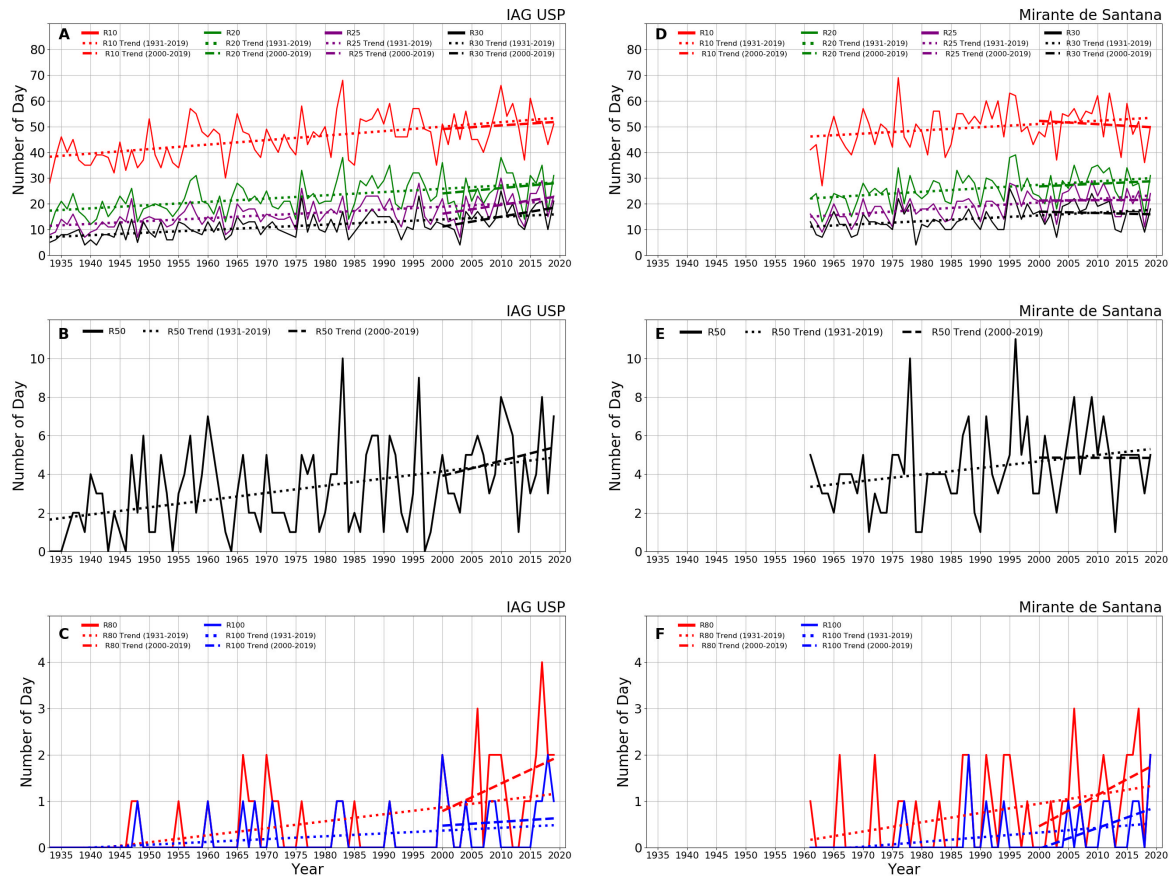 IAG USP
A R10 R20 R25 R30
R10 Trend (1931-2019) R20 Trend (1931-2019) R25 Trend (1931-2019) R30 Trend (1931-2019)
R10 Trend (2000-2019) R20 Trend (2000-2019) R25 Trend (2000-2019) R30 Trend (2000-2019)
Number of Day
80
70
60
50
40
30
20
10
0
1935 1940 1945 1950 1955 1960 1965 1970 1975 1980 1985 1990 1995 2000 2005 2010 2015 2020
Mirante de Santana
D R10 R20 R25 R30
R10 Trend (1931-2019) R20 Trend (1931-2019) R25 Trend (1931-2019) R30 Trend (1931-2019)
R10 Trend (2000-2019) R20 Trend (2000-2019) R25 Trend (2000-2019) R30 Trend (2000-2019)
Number of Day
80
70
60
50
40
30
20
10
0
1935 1940 1945 1950 1955 1960 1965 1970 1975 1980 1985 1990 1995 2000 2005 2010 2015 2020
IAG USP
B R50 R50 Trend (1931-2019) R50 Trend (2000-2019)
Number of Day
10
8
6
4
2
0
1935 1940 1945 1950 1955 1960 1965 1970 1975 1980 1985 1990 1995 2000 2005 2010 2015 2020
Mirante de Santana
E R50 R50 Trend (1931-2019) R50 Trend (2000-2019)
Number of Day
10
8
6
4
2
0
1935 1940 1945 1950 1955 1960 1965 1970 1975 1980 1985 1990 1995 2000 2005 2010 2015 2020
IAG USP
C R80 R100
R80 Trend (1931-2019) R100 Trend (1931-2019)
R80 Trend (2000-2019) R100 Trend (2000-2019)
Number of Day
4
3
2
1
0
1935 1940 1945 1950 1955 1960 1965 1970 1975 1980 1985 1990 1995 2000 2005 2010 2015 2020
Year
Mirante de Santana
F R80 R100
R80 Trend (1931-2019) R100 Trend (1931-2019)
R80 Trend (2000-2019) R100 Trend (2000-2019)
Number of Day
4
3
2
1
0
1935 1940 1945 1950 1955 1960 1965 1970 1975 1980 1985 1990 1995 2000 2005 2010 2015 2020
Year